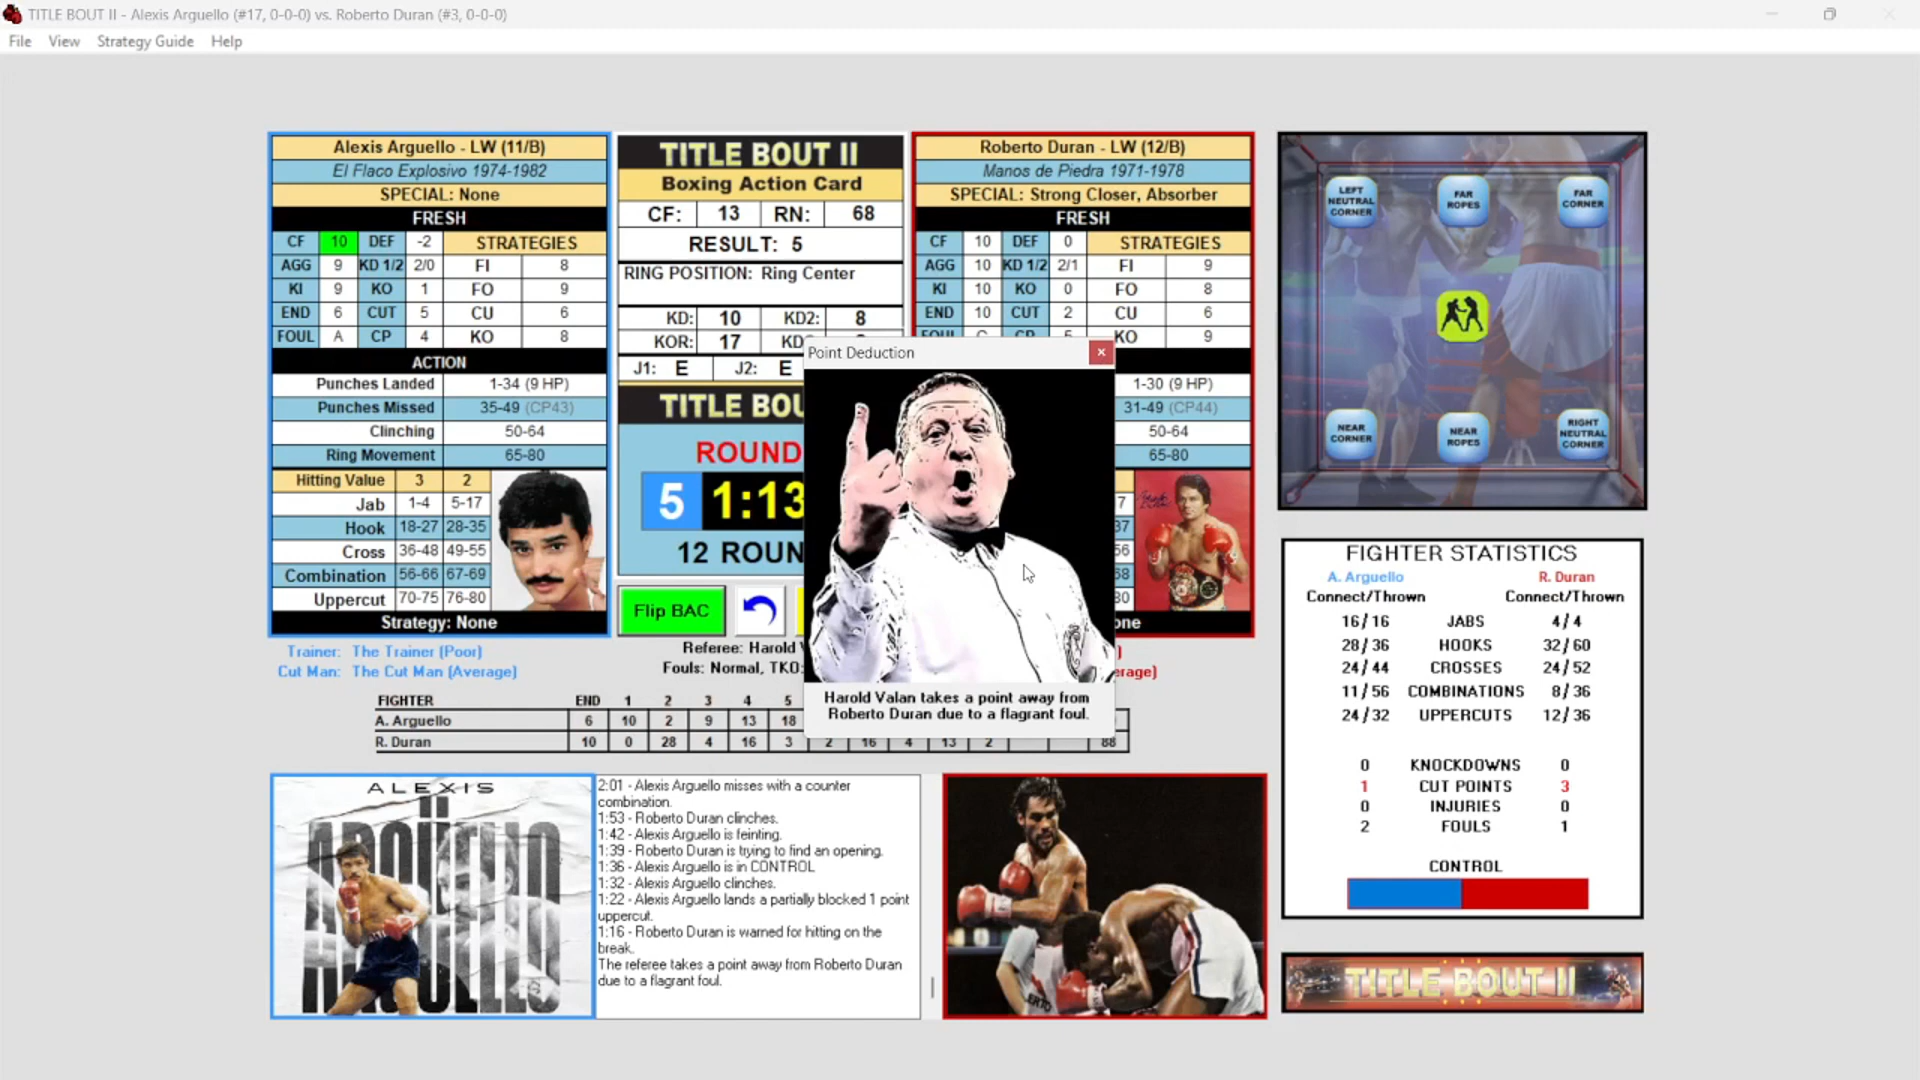 TITLE BOUT II - Alexis Arguello (#17, 0-0-0) vs. Roberto Duran (#3, 0-0-0)
File View Strategy Guide Help
Alexis Arguello - LW (11/B)
El Flaco Explosivo 1974-1982
SPECIAL: None
FRESH
CF 10 DEF -2 STRATEGIES
AGG 9 KD 1/2 2/0 FI 8
KI 9 KO 1 FO 9
END 6 CUT 5 CU 6
FOUL A CP 4 KO 8
ACTION
Punches Landed 1-34 (9 HP)
Punches Missed 35-49 (CP43)
Clinching 50-64
Ring Movement 65-80
Hitting Value 3 2
Jab 1-4 5-17
Hook 18-27 28-35
Cross 36-48 49-55
Combination 56-66 67-69
Uppercut 70-75 76-80
Strategy: None
Trainer: The Trainer (Poor)
Cut Man: The Cut Man (Average)
TITLE BOUT II
Boxing Action Card
CF: 13 RN: 68
RESULT: 5
RING POSITION: Ring Center
KD: 10 KD2: 8
KOR: 17
J1: E J2: E
TITLE BOU
ROUND
5 1:13
12 ROUN
Flip BAC
Referee: Harold
Fouls: Normal, TKO:
Roberto Duran - LW (12/B)
Manos de Piedra 1971-1978
SPECIAL: Strong Closer, Absorber
FRESH
CF 10 DEF 0 STRATEGIES
AGG 10 KD 1/2 2/1 FI 9
KI 10 KO 0 FO 8
END 10 CUT 2 CU 6
KO 9
1-30 (9 HP)
31-49 (CP44)
50-64
65-80
Point Deduction
Harold Valan takes a point away from
Roberto Duran due to a flagrant foul.
FIGHTER END 1 2 3 4 5
A. Arguello 6 10 2 9 13 18
R. Duran 10 0 28 4 16 3 2 16 4 13 2 88
ALEXIS
ARGÜELLO
2:01 - Alexis Arguello misses with a counter
combination.
1:53 - Roberto Duran clinches.
1:42 - Alexis Arguello is feinting.
1:39 - Roberto Duran is trying to find an opening.
1:36 - Alexis Arguello is in CONTROL
1:32 - Alexis Arguello clinches.
1:22 - Alexis Arguello lands a partially blocked 1 point
uppercut.
1:16 - Roberto Duran is warned for hitting on the
break.
The referee takes a point away from Roberto Duran
due to a flagrant foul.
LEFT
NEUTRAL
CORNER
FAR
ROPES
FAR
CORNER
NEAR
CORNER
NEAR
ROPES
RIGHT
NEUTRAL
CORNER
FIGHTER STATISTICS
A. Arguello R. Duran
Connect/Thrown Connect/Thrown
16/16 JABS 4/4
28/36 HOOKS 32/60
24/44 CROSSES 24/52
11/56 COMBINATIONS 8/36
24/32 UPPERCUTS 12/36
0 KNOCKDOWNS 0
1 CUT POINTS 3
0 INJURIES 0
2 FOULS 1
CONTROL
TITLE BOUT II